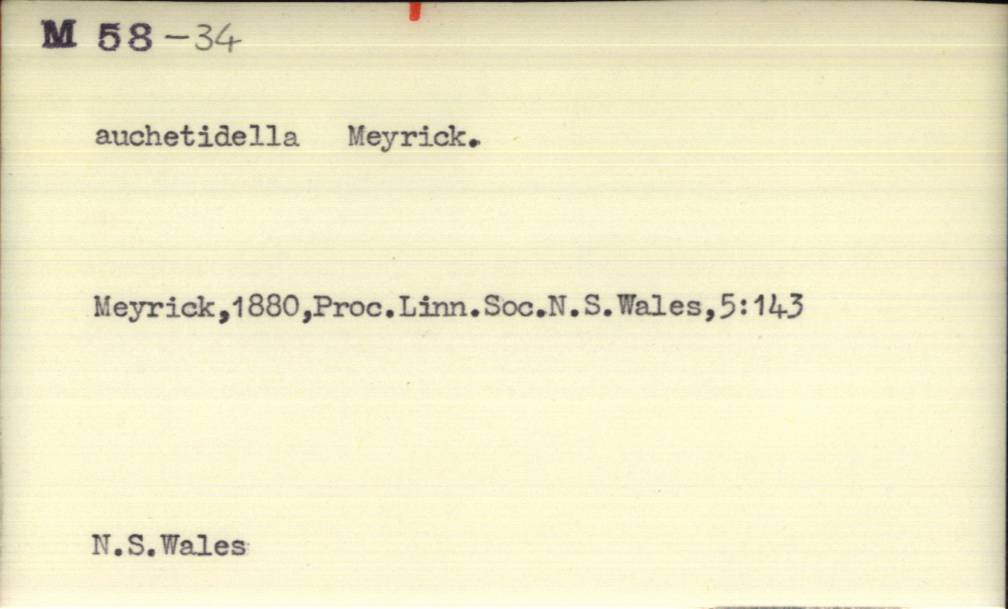 M 58-34
auchetidella Meyrick.
Meyrick,1880,Proc.Linn.Soc.N.S.Wales,5:143
N.S.Wales